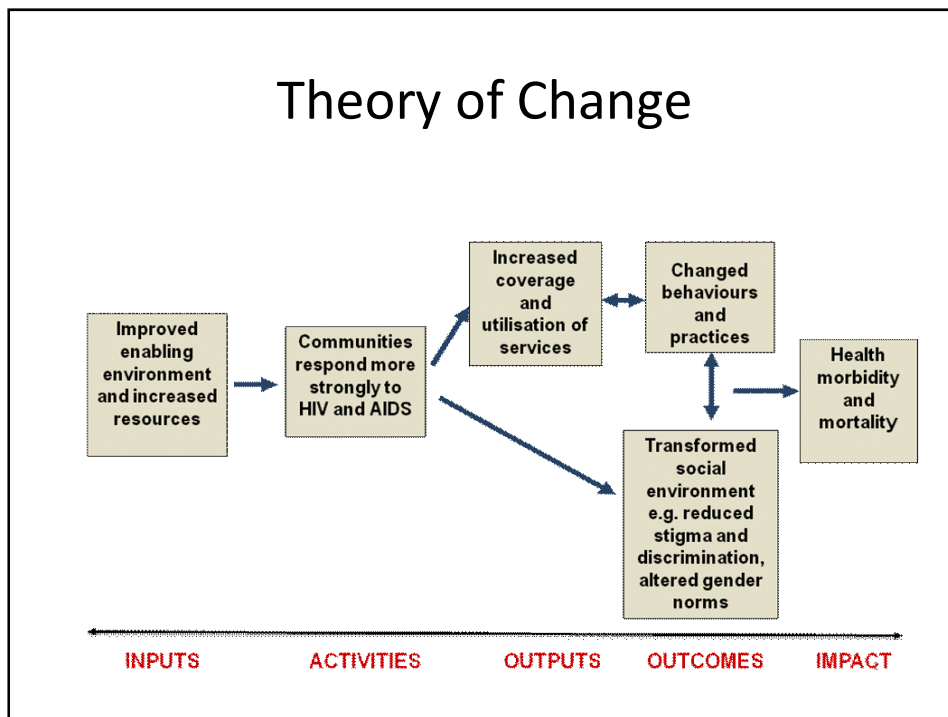 Theory of Change
Improved
enabling
environment
and increased
resources
Communities
respond more
strongly to
HIV and AIDS
Increased
coverage
and
utilisation of
services
Changed
behaviours
and
practices
Transformed
social
environment
e.g. reduced
stigma and
discrimination,
altered gender
norms
Health
morbidity
and
mortality
INPUTS
ACTIVITIES
OUTPUTS
OUTCOMES
IMPACT